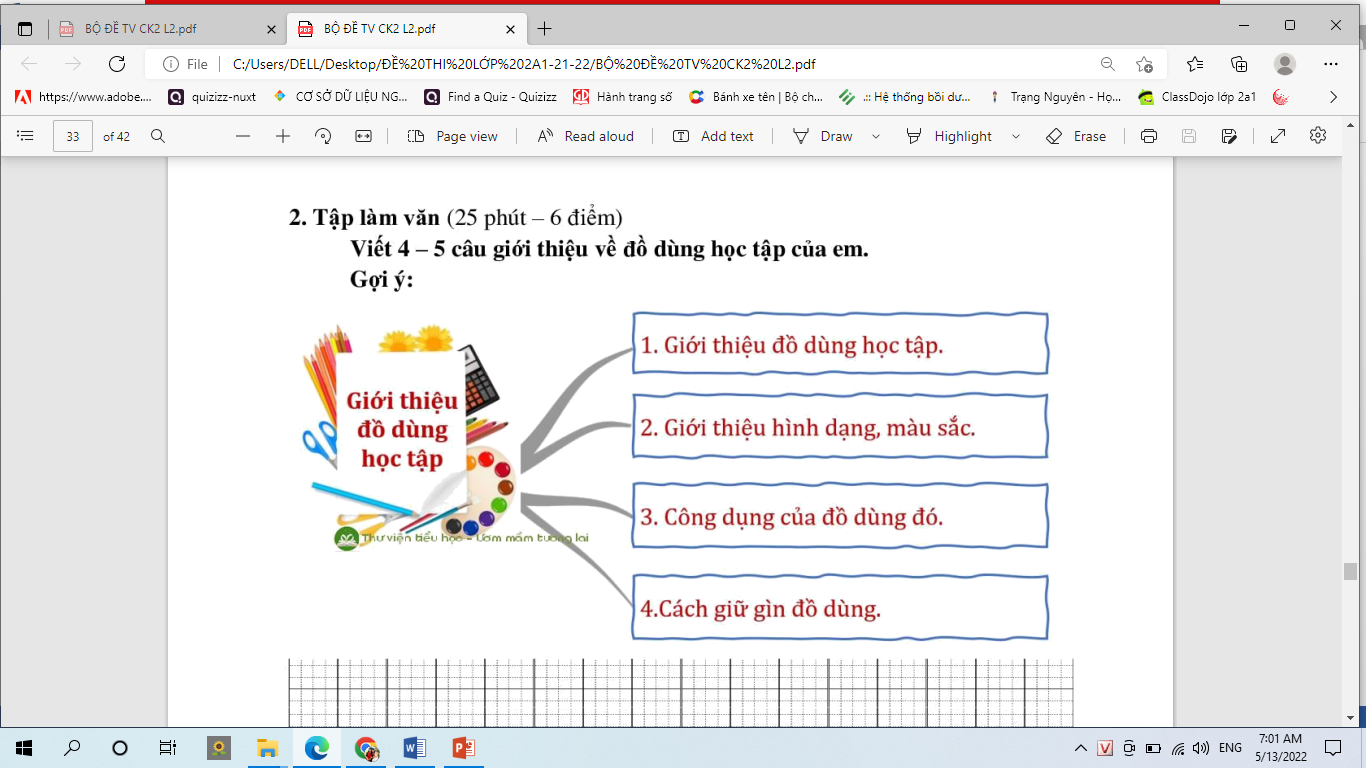 BỘ ĐỀ TV CK2 L2.pdf
BỘ ĐỀ TV CK2 L2.pdf
File
C:/Users/DELL/Desktop/ĐỀ%20THI%20LỚP%202A1-21-22/BỘ%20ĐỀ%20TV%20CK2%20L2.pdf
https://www.adobe....
quizizz-nuxt
CƠ SỞ DỮ LIỆU NG...
Find a Quiz - Quizizz
Hành trang số
Bánh xe tên | Bộ ch...
.:: Hệ thống bồi dư...
Trạng Nguyên - Họ...
ClassDojo lớp 2a1
33 of 42
Page view
Read aloud
Add text
Draw
Highlight
Erase
2. Tập làm văn (25 phút – 6 điểm)
Viết 4 – 5 câu giới thiệu về đồ dùng học tập của em.
Gợi ý:
Giới thiệu
đồ dùng
học tập
Thư viện tiểu học - Ươm mầm tương lai
1. Giới thiệu đồ dùng học tập.
2. Giới thiệu hình dạng, màu sắc.
3. Công dụng của đồ dùng đó.
4.Cách giữ gìn đồ dùng.
ENG
7:01 AM
5/13/2022